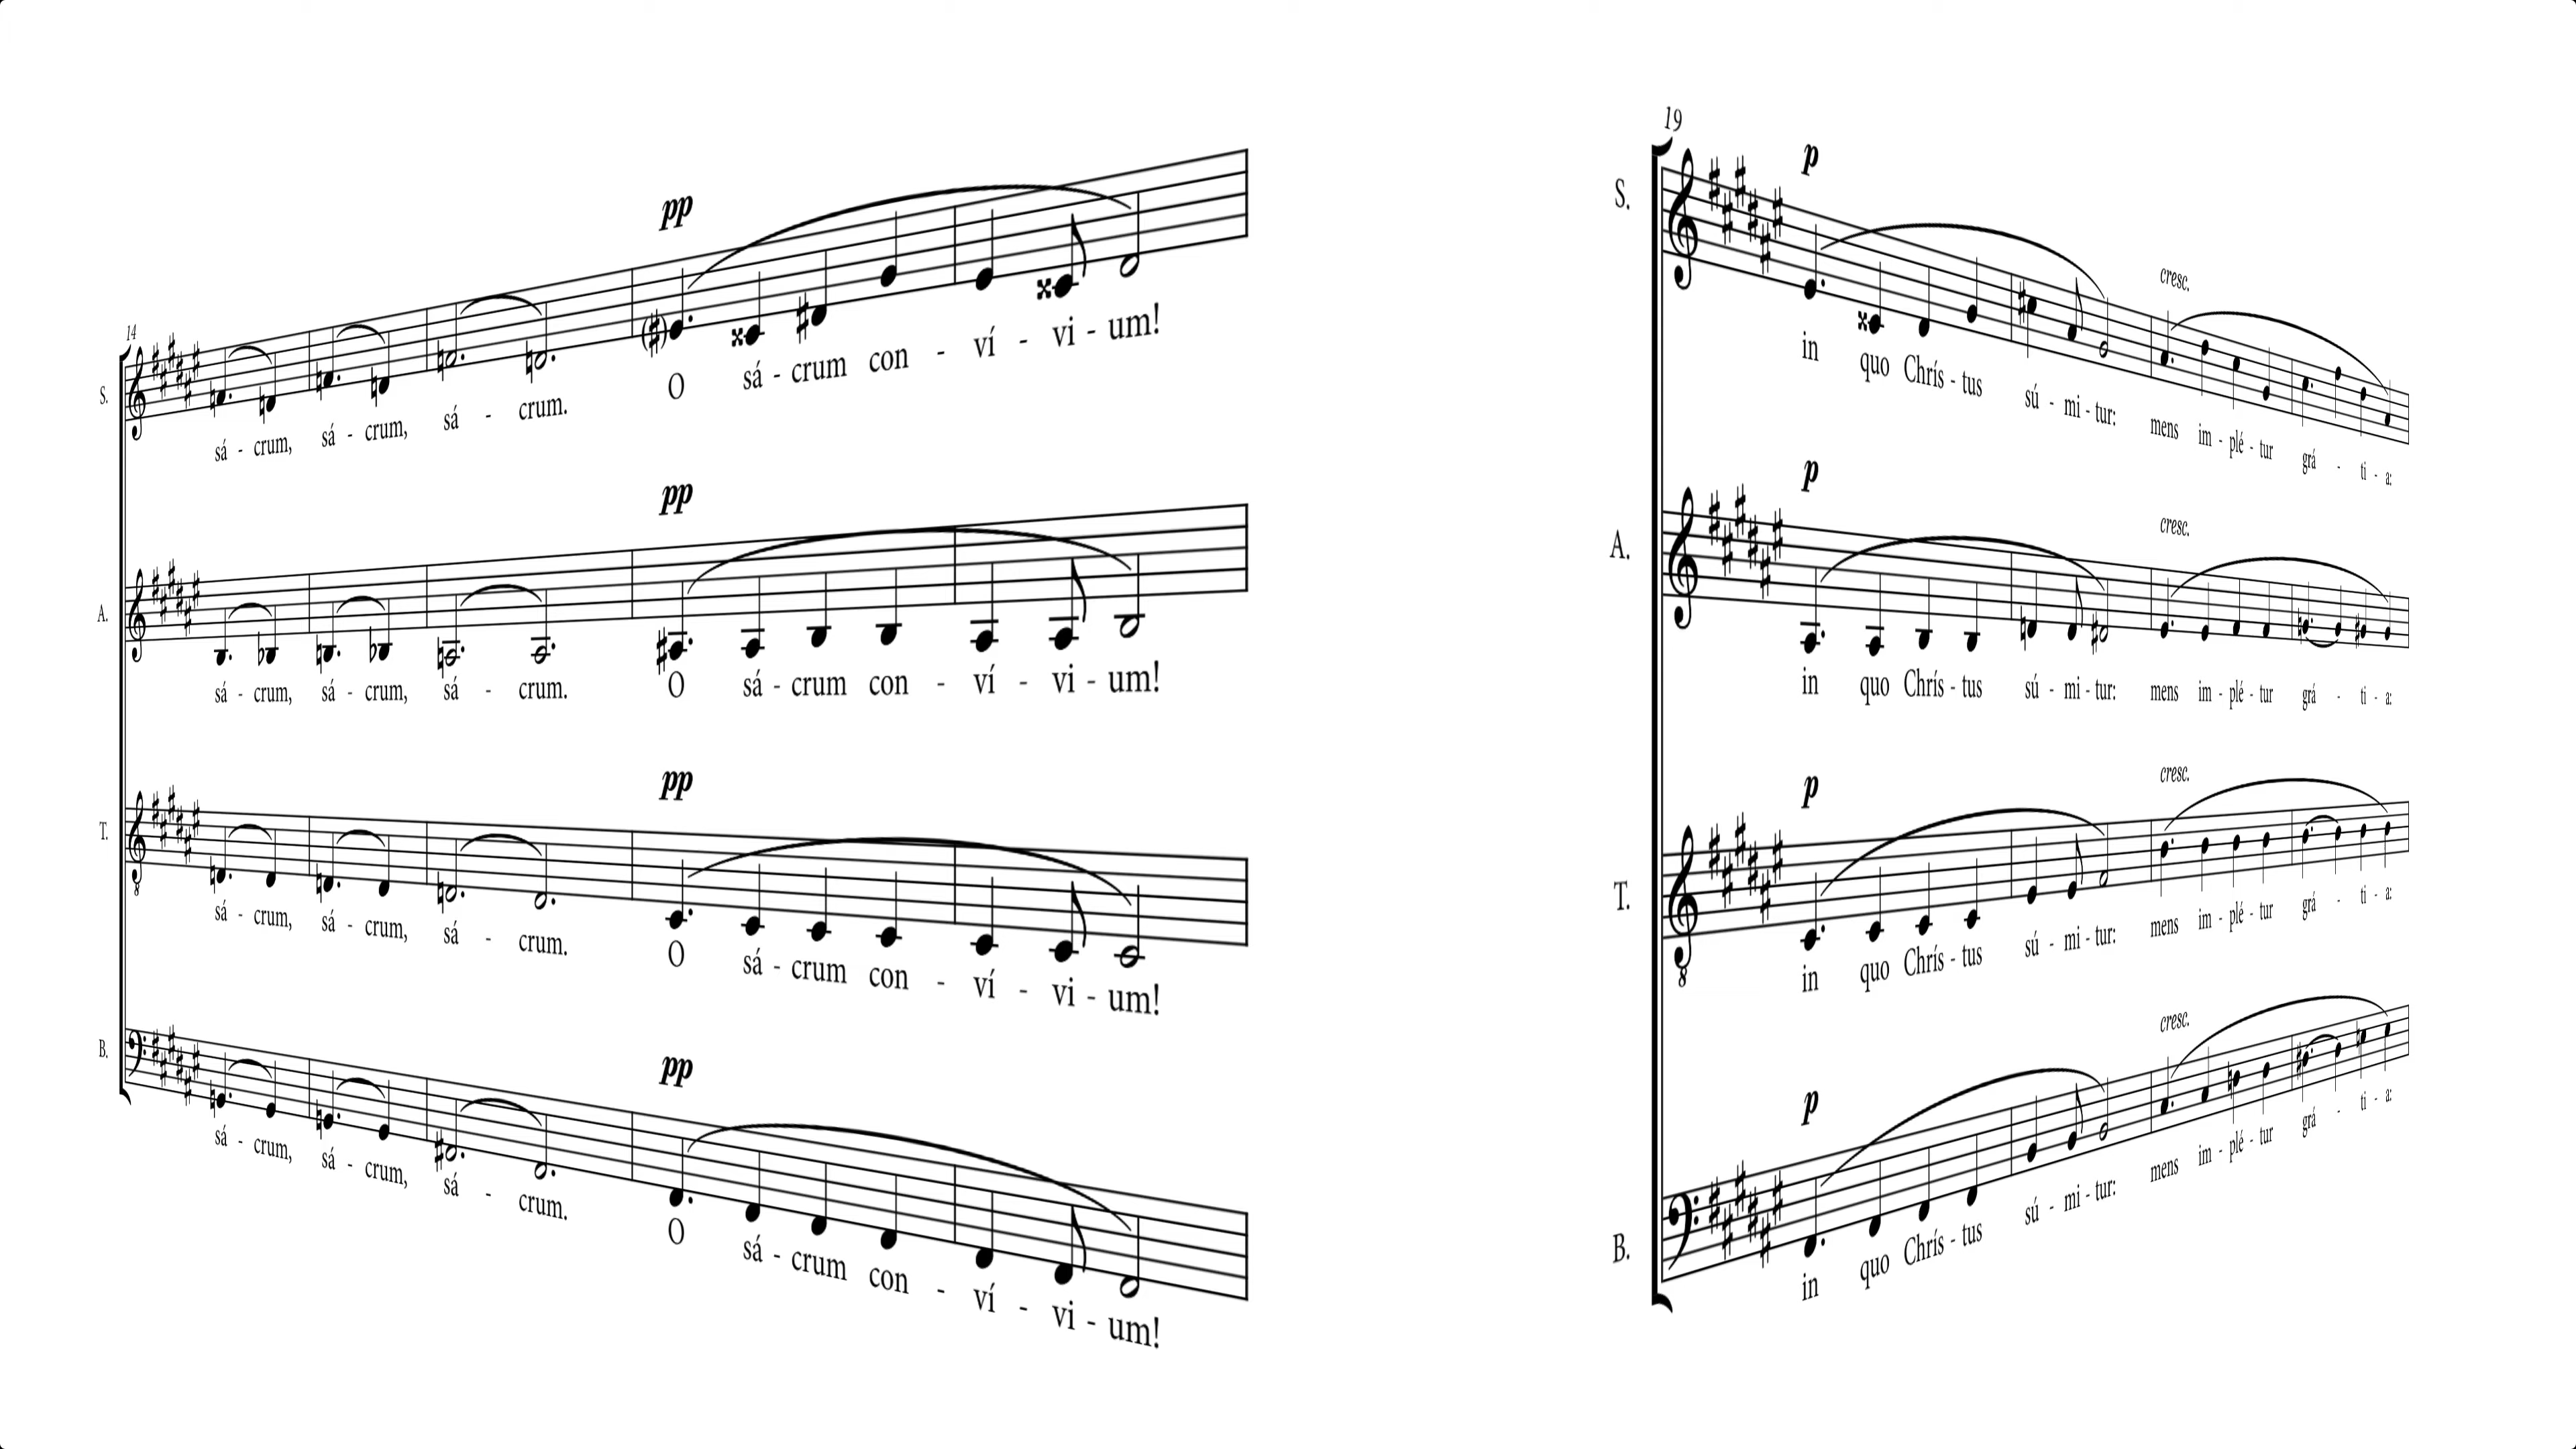 14
pp
S.
sá - crum, sá - crum, sá - crum. O sá - crum con - ví - vi - um!
pp
A.
sá - crum, sá - crum, sá - crum. O sá - crum con - ví - vi - um!
pp
T.
8
sá - crum, sá - crum, sá - crum. O sá - crum con - ví - vi - um!
pp
B.
sá - crum, sá - crum, sá - crum. O sá - crum con - ví - vi - um!
19
p
S.
cresc.
in quo Chrís - tus sú - mi - tur: mens im - plé - tur grá - ti - a:
p
A.
cresc.
in quo Chrís - tus sú - mi - tur: mens im - plé - tur grá - ti - a:
p
T.
cresc.
8
in quo Chrís - tus sú - mi - tur: mens im - plé - tur grá - ti - a:
p
B.
cresc.
in quo Chrís - tus sú - mi - tur: mens im - plé - tur grá - ti - a: